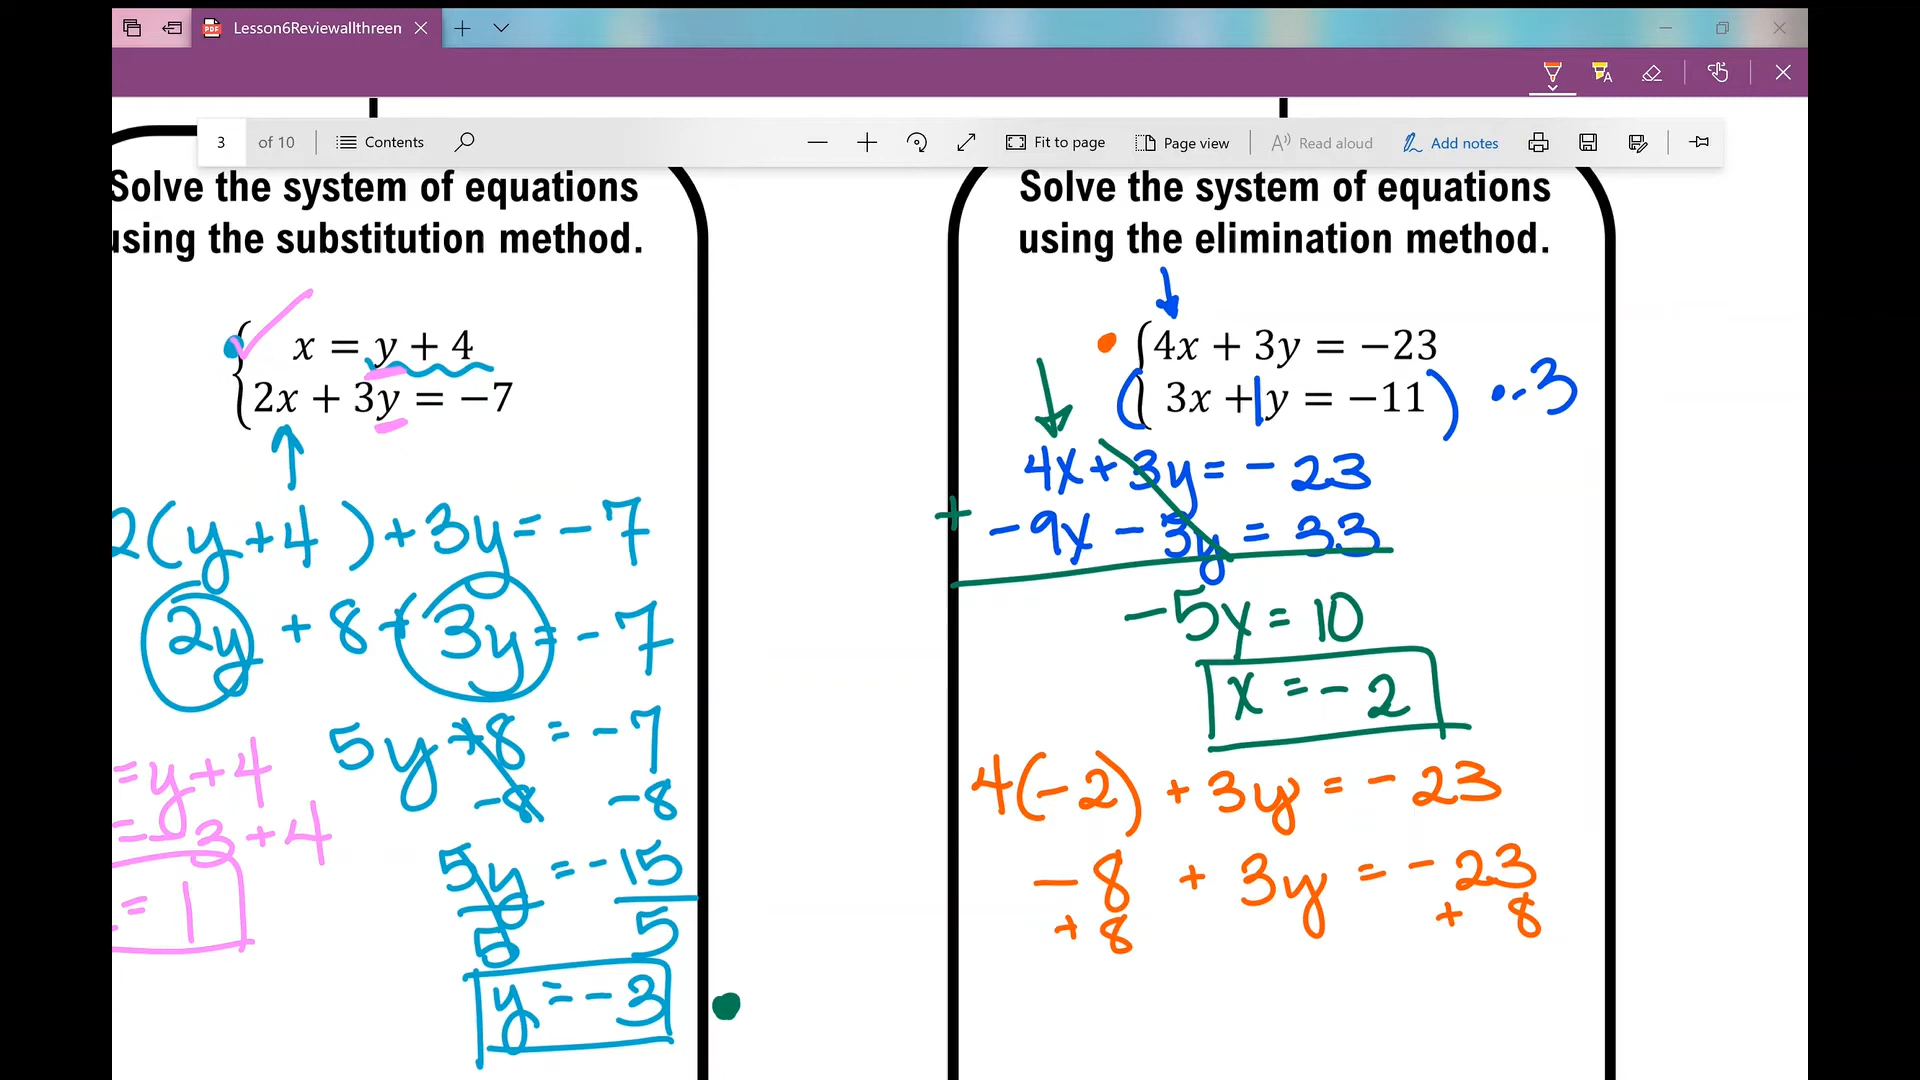 Lesson6Reviewallthreen
3 of 10 Contents Fit to page Page view Read aloud Add notes
Solve the system of equations
using the substitution method.
x = y + 4
2x + 3y = −7
2(y+4)+3y=-7
2y +8+3y=-7
5y+8=-7
-8 -8
5y=-15
5 5
y=-3
=y+4
=-3+4
=1
Solve the system of equations
using the elimination method.
4x + 3y = −23
(3x +1y = −11) ·-3
4x+3y=-23
+ -9x-3y=33
-5y=10
x=-2
4(-2)+3y=-23
-8 +3y=-23
+8 +8